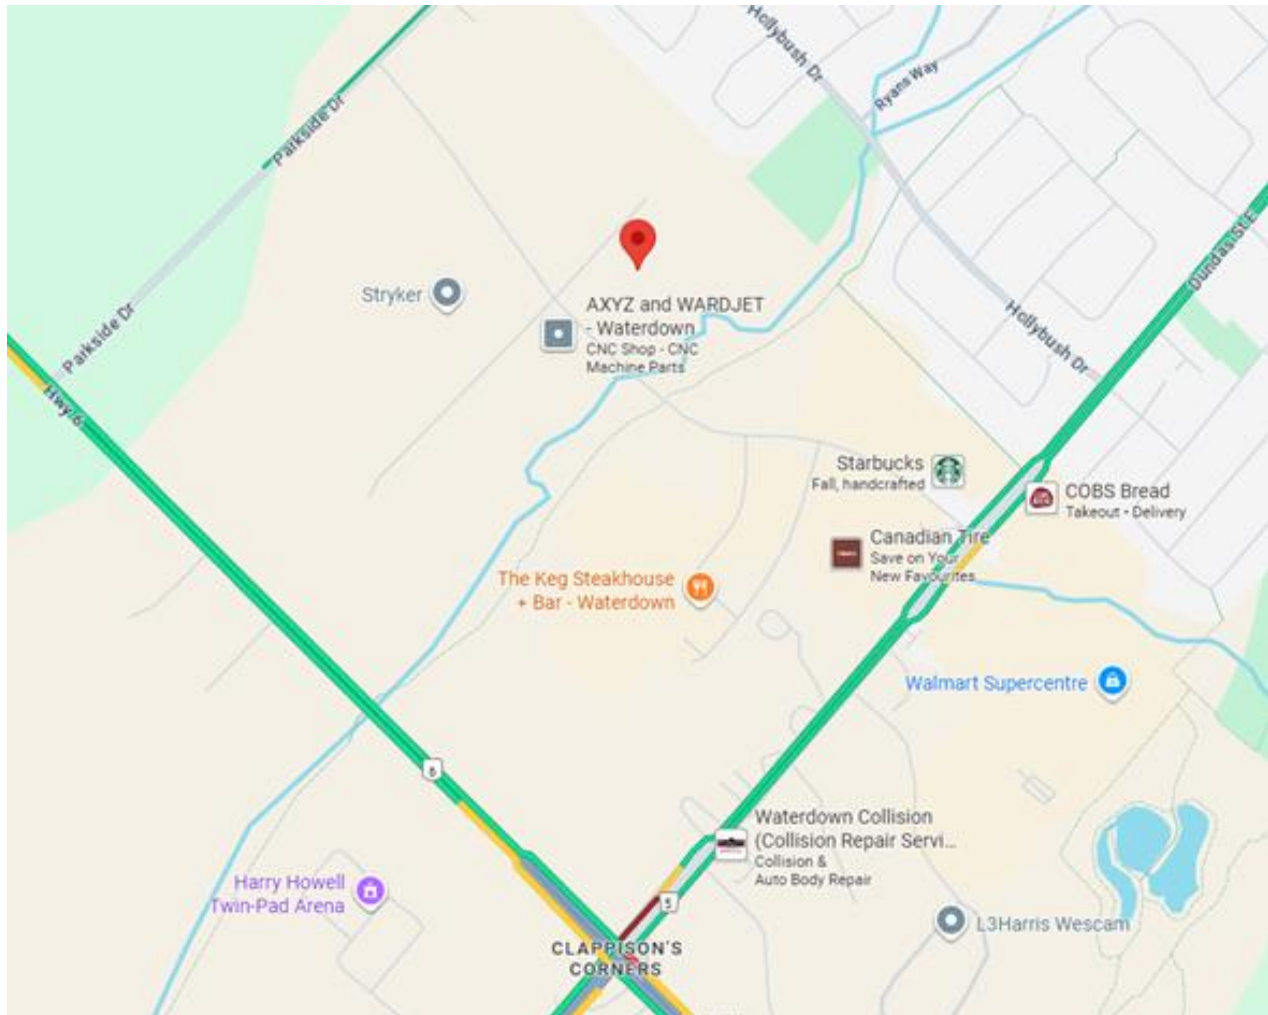 Hollybush Dr
Ryans Way
Parkside Dr
Dundas St E
Stryker
AXYZ and WARDJET
- Waterdown
CNC Shop - CNC
Machine Parts
Parkside Dr
Hollybush Dr
Hwy 6
Starbucks
Fall, handcrafted
COBS Bread
Takeout • Delivery
Canadian Tire
Save on Your
New Favourites
The Keg Steakhouse
+ Bar - Waterdown
Walmart Supercentre
6
Waterdown Collision
(Collision Repair Servi...
Collision &
Auto Body Repair
Harry Howell
Twin-Pad Arena
5
L3Harris Wescam
CLAPPISON'S
CORNERS